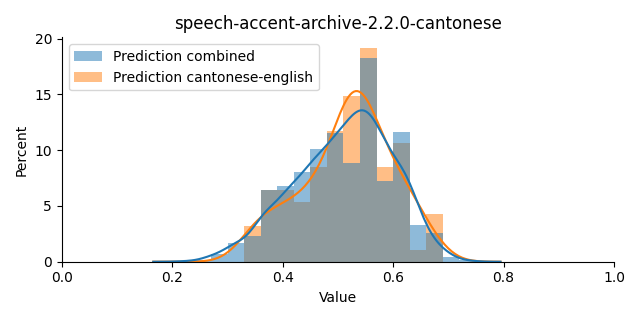 speech-accent-archive-2.2.0-cantonese
Prediction combined
Prediction cantonese-english
Percent
20
15
10
5
0
0.0 0.2 0.4 0.6 0.8 1.0
Value